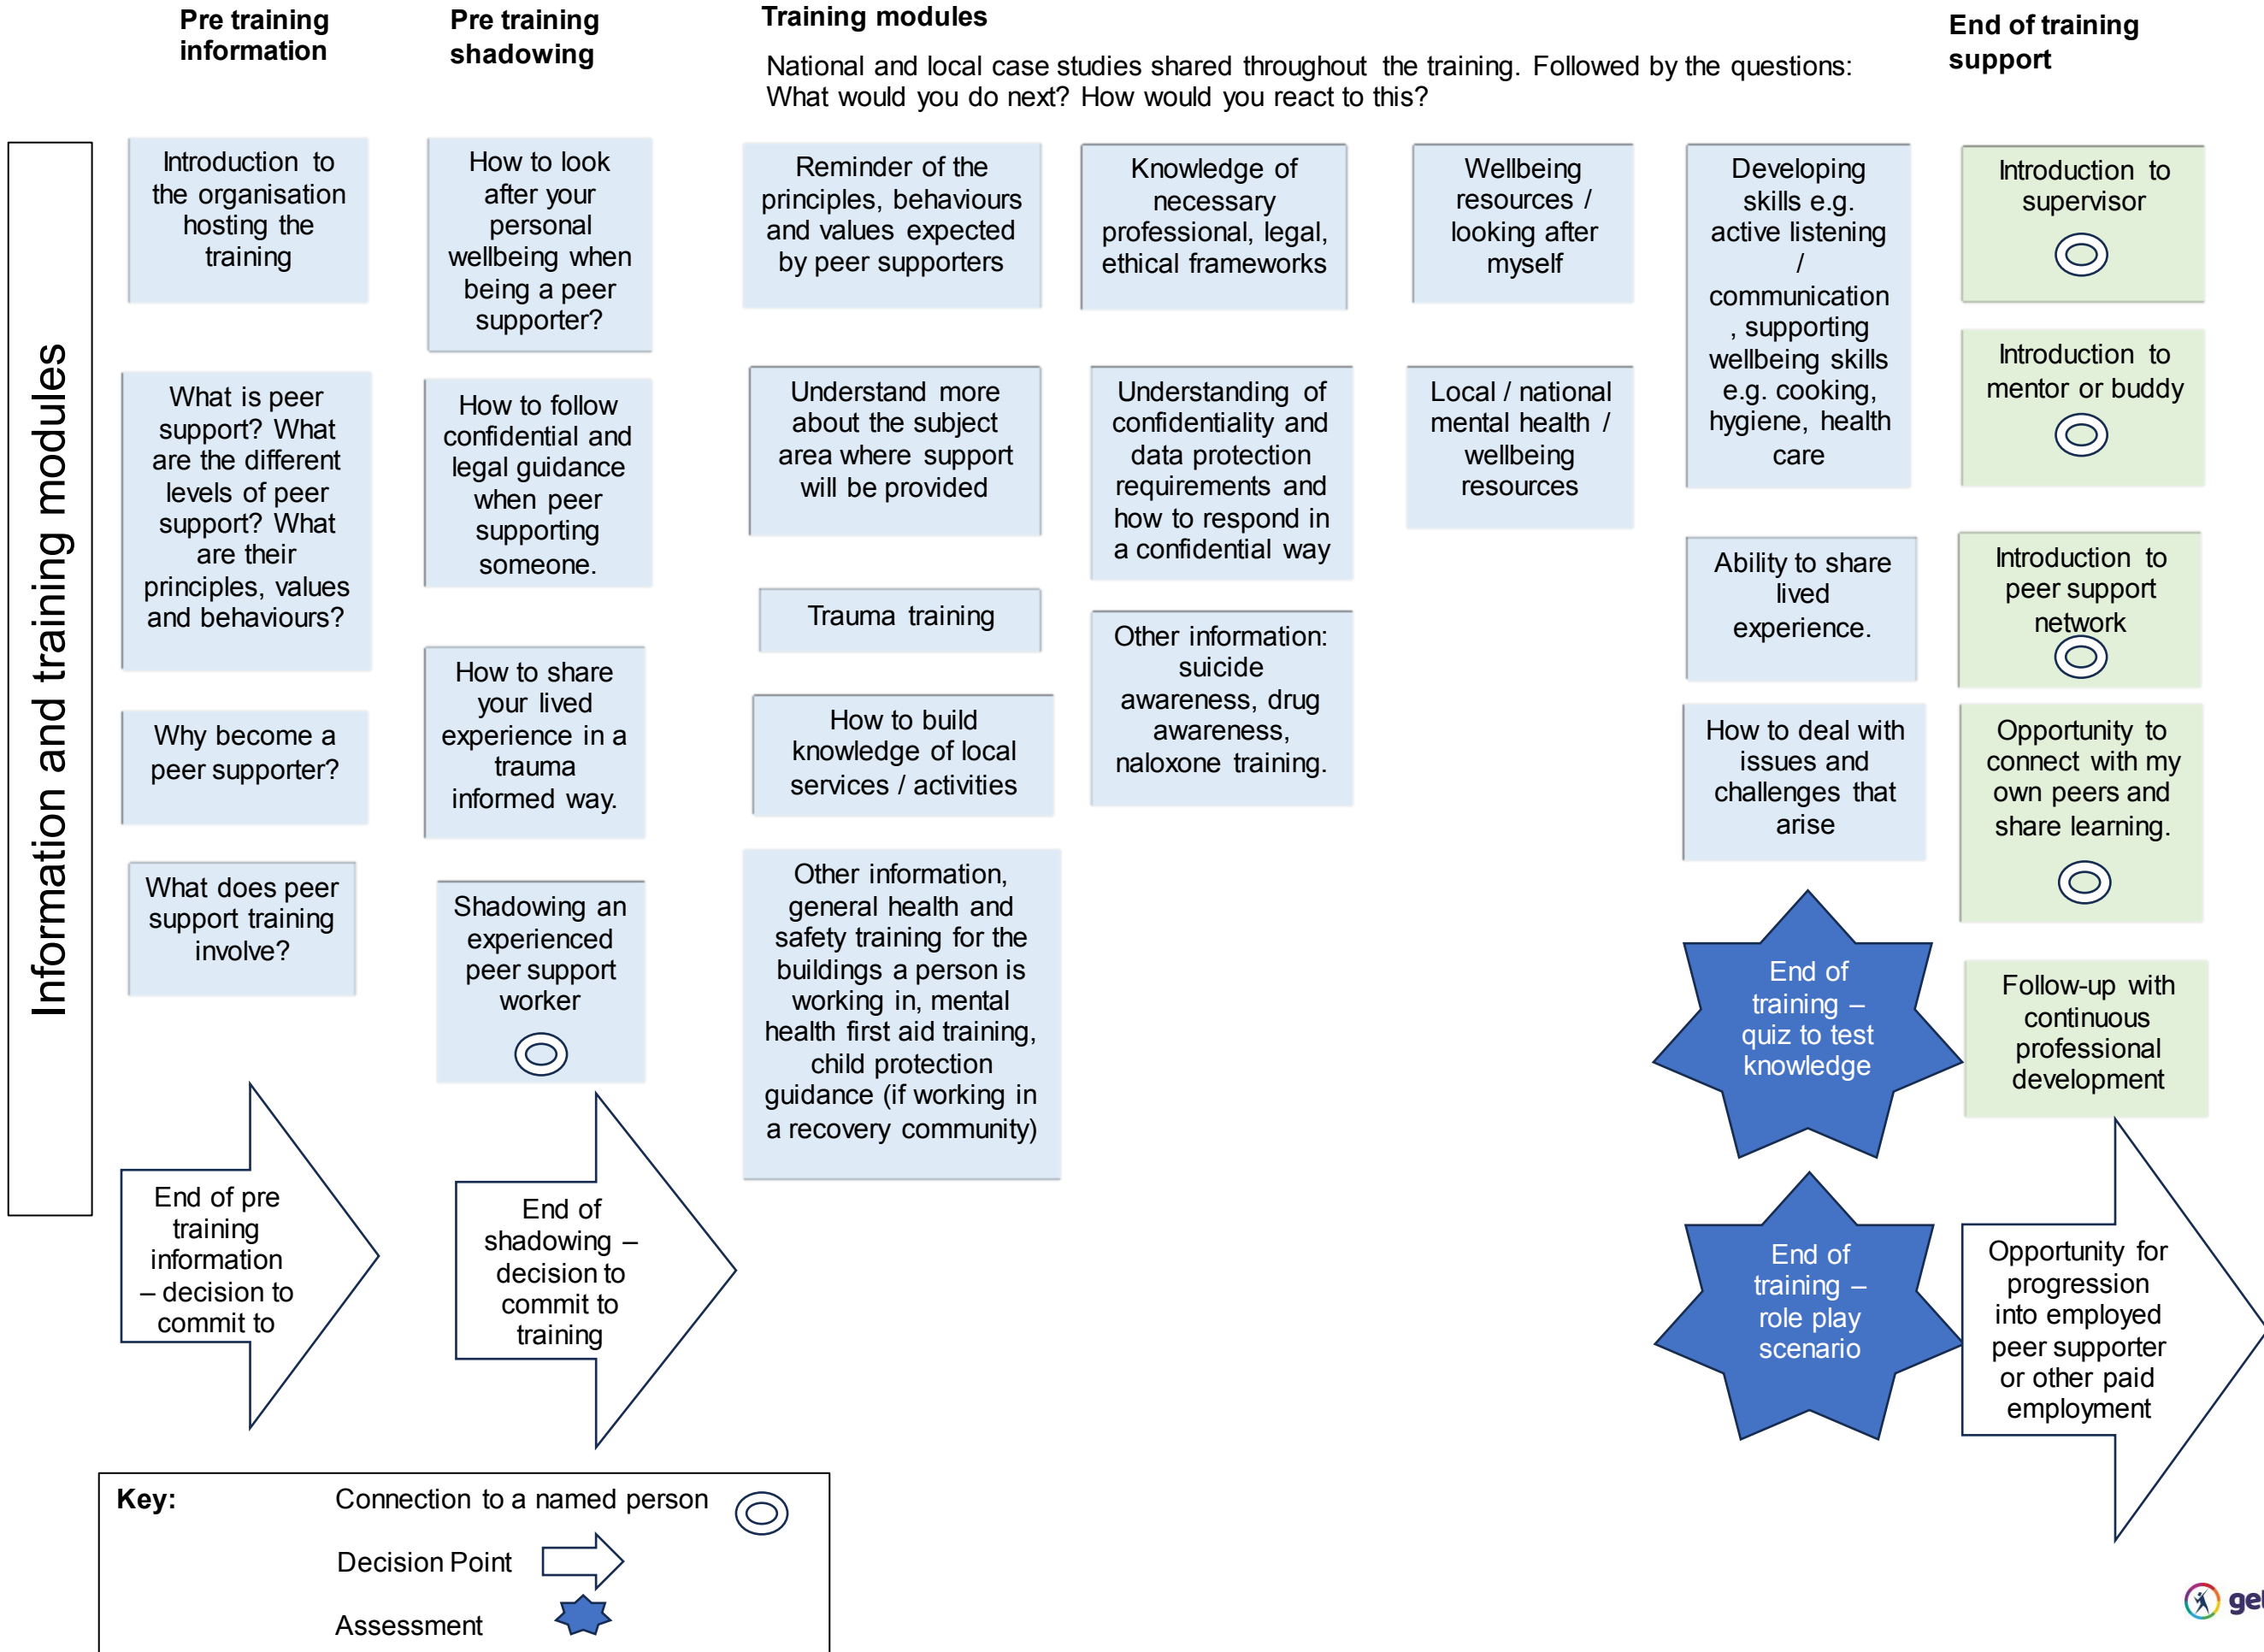 Pre training
information
Pre training
shadowing
Training modules
National and local case studies shared throughout the training. Followed by the questions:
What would you do next? How would you react to this?
End of training
support
Information and training modules
Introduction to
the organisation
hosting the
training
What is peer
support? What
are the different
levels of peer
support? What
are their
principles, values
and behaviours?
Why become a
peer supporter?
What does peer
support training
involve?
End of pre
training
information
– decision to
commit to
How to look
after your
personal
wellbeing when
being a peer
supporter?
How to follow
confidential and
legal guidance
when peer
supporting
someone.
How to share
your lived
experience in a
trauma
informed way.
Shadowing an
experienced
peer support
worker
End of
shadowing –
decision to
commit to
training
Reminder of the
principles, behaviours
and values expected
by peer supporters
Understand more
about the subject
area where support
will be provided
Trauma training
How to build
knowledge of local
services / activities
Other information,
general health and
safety training for the
buildings a person is
working in, mental
health first aid training,
child protection
guidance (if working in
a recovery community)
Knowledge of
necessary
professional, legal,
ethical frameworks
Understanding of
confidentiality and
data protection
requirements and
how to respond in
a confidential way
Other information:
suicide
awareness, drug
awareness,
naloxone training.
Wellbeing
resources /
looking after
myself
Local / national
mental health /
wellbeing
resources
Developing
skills e.g.
active listening
/
communication
, supporting
wellbeing skills
e.g. cooking,
hygiene, health
care
Ability to share
lived
experience.
How to deal with
issues and
challenges that
arise
End of
training –
quiz to test
knowledge
End of
training –
role play
scenario
Introduction to
supervisor
Introduction to
mentor or buddy
Introduction to
peer support
network
Opportunity to
connect with my
own peers and
share learning.
Follow-up with
continuous
professional
development
Opportunity for
progression
into employed
peer supporter
or other paid
employment
Key:
Connection to a named person
Decision Point
Assessment